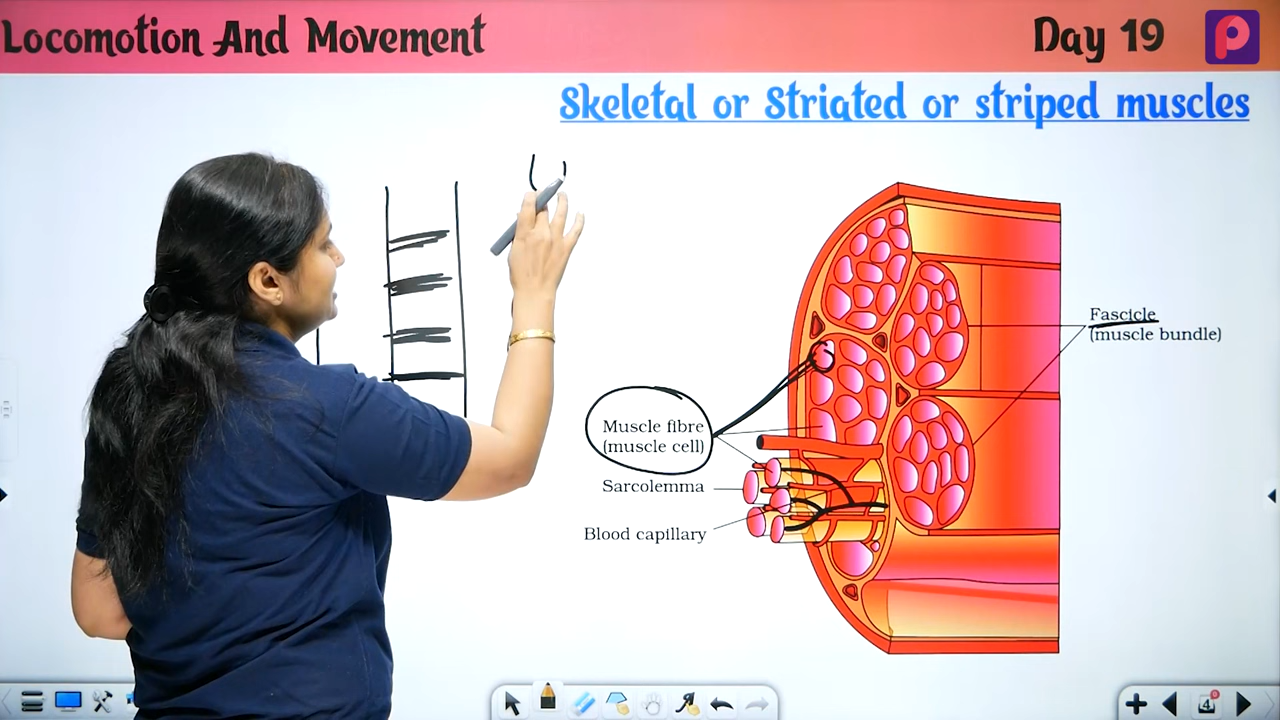 Locomotion And Movement
Day 19
Skeletal or Striated or striped muscles
Fascicle
(muscle bundle)
Muscle fibre
(muscle cell)
Sarcolemma
Blood capillary
4